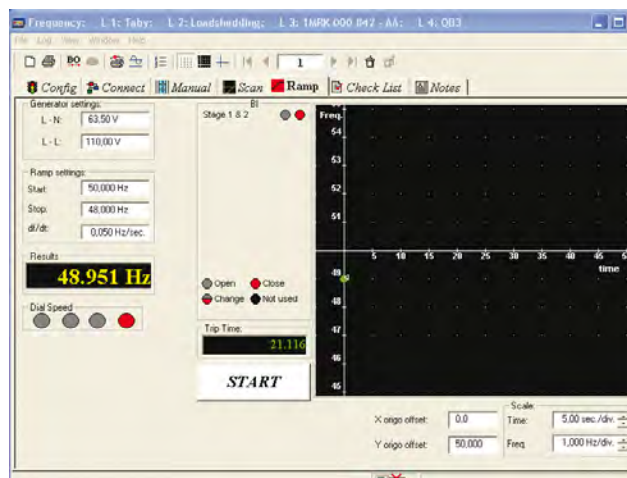 Frequency: L 1: Taby: L 2: Loadshedding: L 3: 1MRK 000 842 - AA: L 4: QB3
File Log View Window Help
BO 1
Config Connect Manual Scan Ramp Check List Notes
Generator settings:
L - N: 63,50 V
L - L: 110,00 V
Ramp settings:
Start: 50,000 Hz
Stop: 48,000 Hz
df/dt: 0,050 Hz/sec.
Results
48.951 Hz
Dial Speed
BI
Stage 1 & 2
Open Close
Change Not used
Trip Time:
21.116
START
Freq.
54
53
52
51
5 10 15 20 25 30 35 40 45
time
49
48
47
46
45
X origo offset: 0,0
Y origo offset: 50,000
Scale:
Time: 5,00 sec./div.
Freq 1,000 Hz/div.